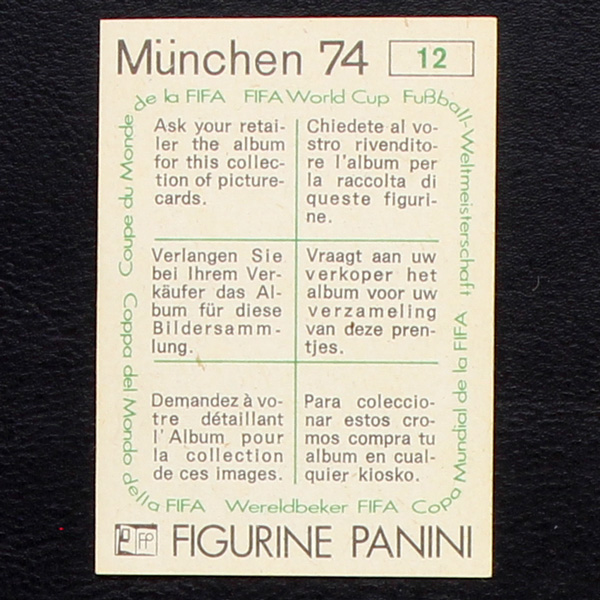 München 74 12
Coupe du Monde de la FIFA FIFA World Cup Fußball-Weltmeisterschaft
Ask your retai-
ler the album
for this collec-
tion of picture-
cards.
Chiedete al vo-
stro rivendito-
re l'album per
la raccolta di
queste figuri-
ne.
Verlangen Sie
bei Ihrem Ver-
käufer das Al-
bum für diese
Bildersamm-
lung.
Vraagt aan uw
verkoper het
album voor uw
verzameling
van deze pren-
tjes.
Demandez à vo-
tre détaillant
l'Album pour
la collection
de ces images.
Para coleccio-
nar estos cro-
mos compra tu
album en cual-
quier kiosko.
Coppa del Mondo della FIFA Wereldbeker FIFA Copa Mundial de la FIFA
FP FIGURINE PANINI